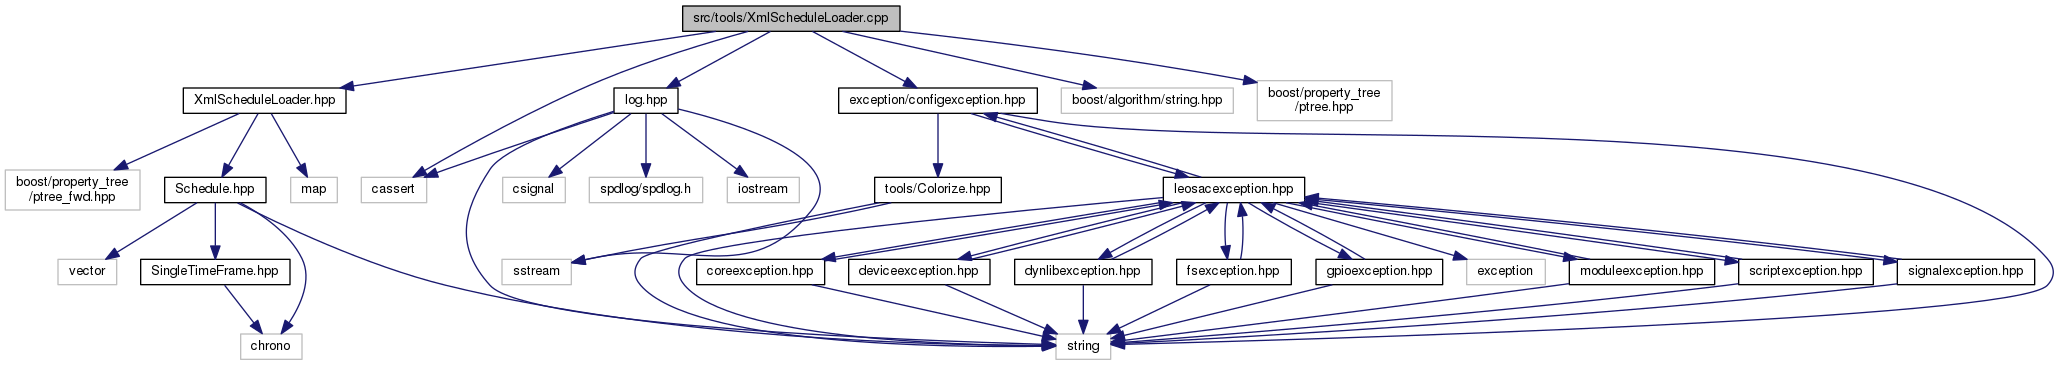 src/tools/XmlScheduleLoader.cpp
XmlScheduleLoader.hpp
log.hpp
exception/configexception.hpp
boost/algorithm/string.hpp
boost/property_tree
/ptree.hpp
boost/property_tree
/ptree_fwd.hpp
Schedule.hpp
map
cassert
csignal
spdlog/spdlog.h
iostream
tools/Colorize.hpp
leosacexception.hpp
vector
SingleTimeFrame.hpp
sstream
coreexception.hpp
deviceexception.hpp
dynlibexception.hpp
fsexception.hpp
gpioexception.hpp
exception
moduleexception.hpp
scriptexception.hpp
signalexception.hpp
chrono
string